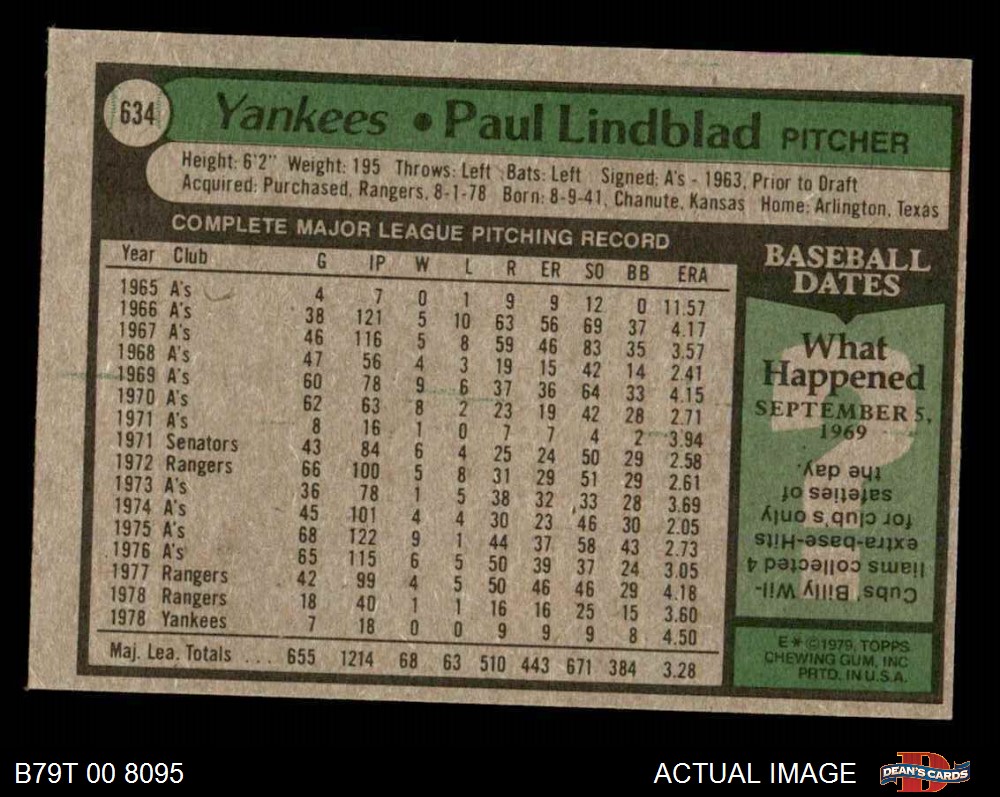 634
Yankees • Paul Lindblad PITCHER
Height: 6'2" Weight: 195 Throws: Left Bats: Left Signed: A's - 1963, Prior to Draft
Acquired: Purchased, Rangers, 8-1-78 Born: 8-9-41, Chanute, Kansas Home: Arlington, Texas
COMPLETE MAJOR LEAGUE PITCHING RECORD
Year Club G IP W L R ER SO BB ERA
1965 A's 4 7 0 1 9 9 12 0 11.57
1966 A's 38 121 5 10 63 56 69 37 4.17
1967 A's 46 116 5 8 59 46 83 35 3.57
1968 A's 47 56 4 3 19 15 42 14 2.41
1969 A's 60 78 9 6 37 36 64 33 4.15
1970 A's 62 63 8 2 23 19 42 28 2.71
1971 A's 8 16 1 0 7 7 4 2 3.94
1971 Senators 43 84 6 4 25 24 50 29 2.58
1972 Rangers 66 100 5 8 31 29 51 29 2.61
1973 A's 36 78 1 5 38 32 33 28 3.69
1974 A's 45 101 4 4 30 23 46 30 2.05
1975 A's 68 122 9 1 44 37 58 43 2.73
1976 A's 65 115 6 5 50 39 37 24 3.05
1977 Rangers 42 99 4 5 50 46 46 29 4.18
1978 Rangers 18 40 1 1 16 16 25 15 3.60
1978 Yankees 7 18 0 0 9 9 9 8 4.50
Maj. Lea. Totals ... 655 1214 68 63 510 443 671 384 3.28
BASEBALL
DATES
What
Happened
SEPTEMBER 5,
1969
Cubs' Billy Wil-
liams collected 4
extra-base-hits
for club's only
safeties of
the day.
E*©1979, TOPPS
CHEWING GUM, INC
PRTD. IN U.S.A.
B79T 00 8095
ACTUAL IMAGE
DEAN'S CARDS